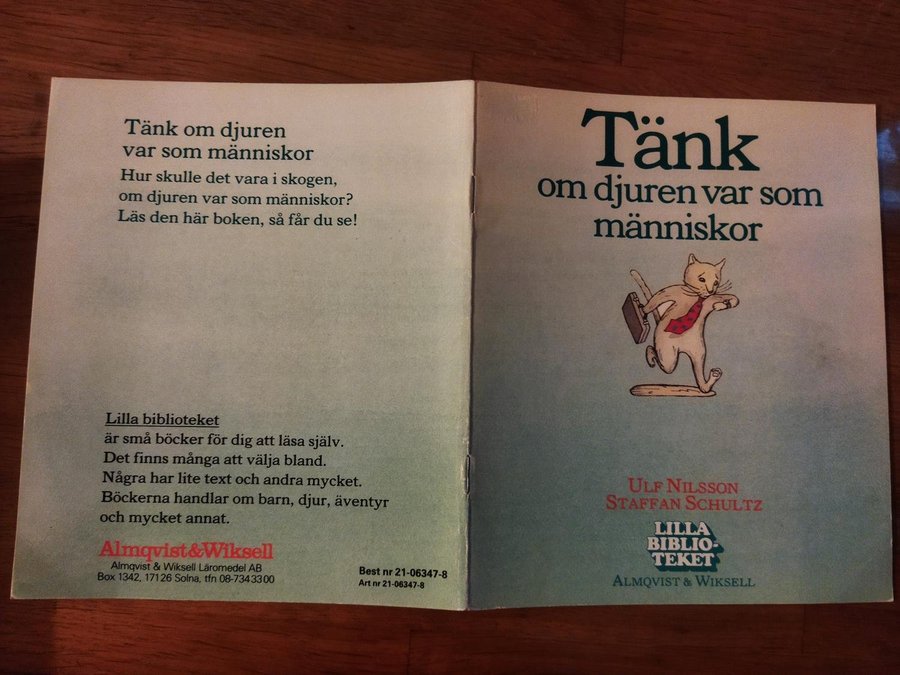 Tänk om djuren
var som människor
Hur skulle det vara i skogen,
om djuren var som människor?
Läs den här boken, så får du se!
Lilla biblioteket
är små böcker för dig att läsa själv.
Det finns många att välja bland.
Några har lite text och andra mycket.
Böckerna handlar om barn, djur, äventyr
och mycket annat.
Almqvist&Wiksell
Almqvist & Wiksell Läromedel AB
Box 1342, 171 26 Solna, tfn 08-734 33 00
Best nr 21-06347-8
Art nr 21-06347-8
Tänk
om djuren var som
människor
ULF NILSSON
STAFFAN SCHULTZ
LILLA
BIBLIO-
TEKET
ALMQVIST & WIKSELL